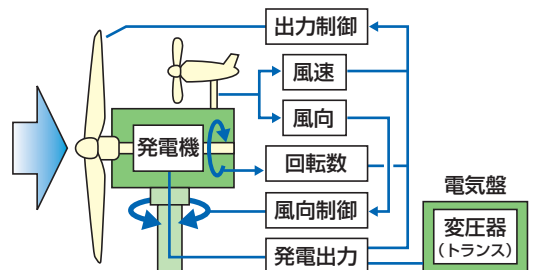 出力制御
風速
風向
発電機
回転数
風向制御
電気盤
変圧器
(トランス)
発電出力